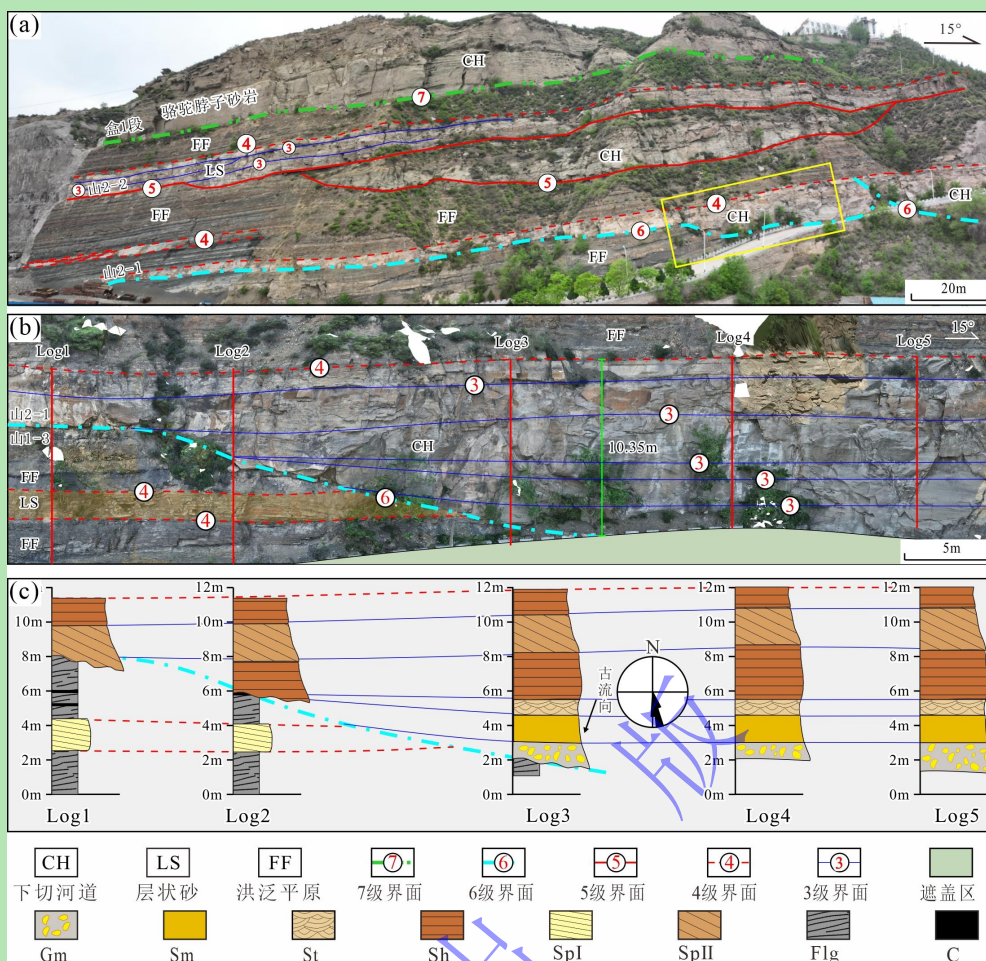 (a)
15°
CH
骆驼脖子砂岩
盒1段
7
4
FF
3
3
LS
CH
3
山2-2
5
5
4
CH
CH
FF
FF
6
6
4
FF
山2-1
20m
(b)
FF
15°
Log1
Log2
Log3
Log4
Log5
4
3
3
山2-1
山1-3
CH
10.35m
3
FF
4
6
3
LS
3
4
FF
5m
(c)
12m 12m 12m 12m 12m
10m 10m 10m 10m 10m
8m 8m 8m 8m 8m
6m 6m 6m 6m 6m
4m 4m 4m 4m 4m
2m 2m 2m 2m 2m
0m 0m 0m 0m 0m
N
古流向
Log1 Log2 Log3 Log4 Log5
CH LS FF 7 6 5 4 3
下切河道 层状砂 洪泛平原 7级界面 6级界面 5级界面 4级界面 3级界面 遮盖区
Gm Sm St Sh SpI SpII Flg C